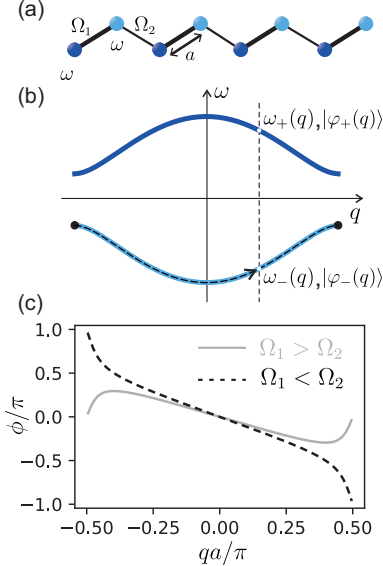 (a)
Ω₁ Ω₂
ω
a
ω
(b)
ω
ω₊(q),|φ₊(q)⟩
q
ω₋(q),|φ₋(q)⟩
(c)
1.0
0.5
0.0
−0.5
−1.0
ϕ/π
Ω₁ > Ω₂
Ω₁ < Ω₂
−0.50 −0.25 0.00 0.25 0.50
qa/π